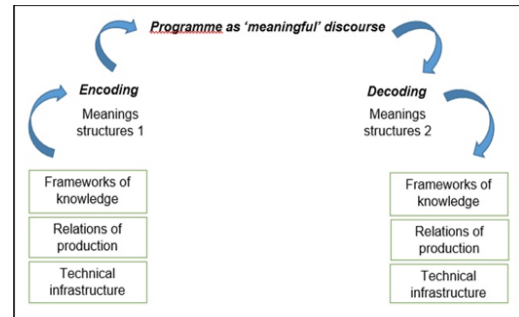 Programme as ‘meaningful’ discourse
Encoding
Meanings
structures 1
Frameworks of
knowledge
Relations of
production
Technical
infrastructure
Decoding
Meanings
structures 2
Frameworks of
knowledge
Relations of
production
Technical
infrastructure